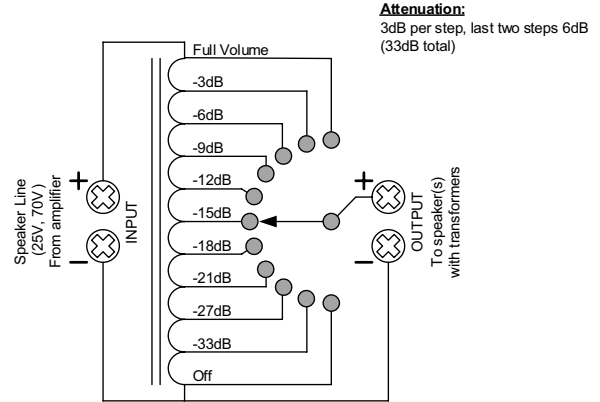 Attenuation:
3dB per step, last two steps 6dB
(33dB total)
Full Volume
-3dB
-6dB
-9dB
-12dB
-15dB
-18dB
-21dB
-27dB
-33dB
Off
Speaker Line
(25V, 70V)
From amplifier
+
–
INPUT
+
–
OUTPUT
To speaker(s)
with transformers